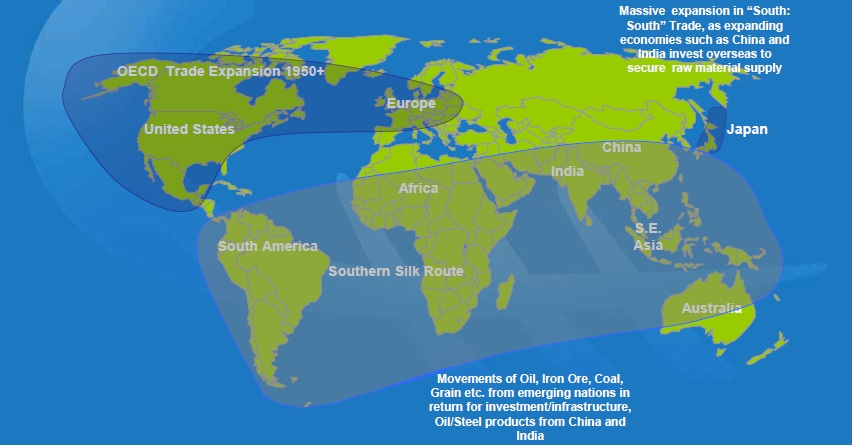 Massive expansion in “South:
South” Trade, as expanding
economies such as China and
India invest overseas to
secure raw material supply
OECD Trade Expansion 1950+
Europe
United States
Japan
China
India
Africa
S.E.
Asia
South America
Southern Silk Route
Australia
Movements of Oil, Iron Ore, Coal,
Grain etc. from emerging nations in
return for investment/infrastructure,
Oil/Steel products from China and
India